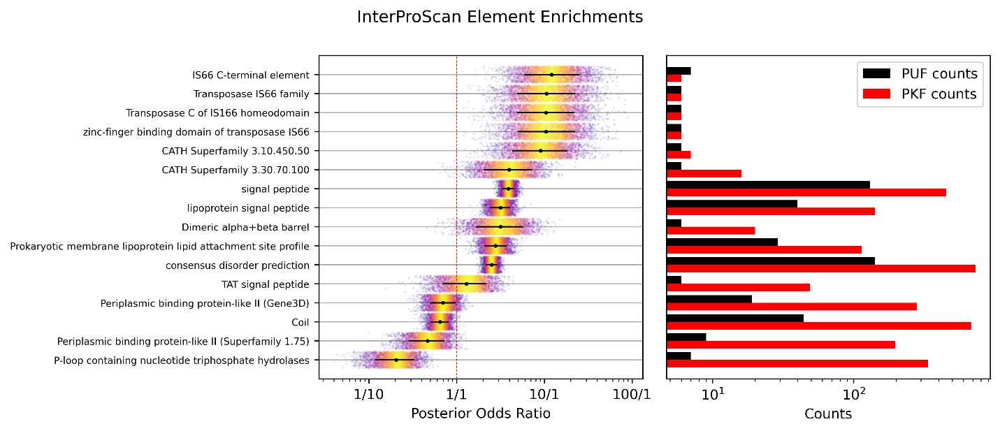 InterProScan Element Enrichments
IS66 C-terminal element
Transposase IS66 family
Transposase C of IS166 homeodomain
zinc-finger binding domain of transposase IS66
CATH Superfamily 3.10.450.50
CATH Superfamily 3.30.70.100
signal peptide
lipoprotein signal peptide
Dimeric alpha+beta barrel
Prokaryotic membrane lipoprotein lipid attachment site profile
consensus disorder prediction
TAT signal peptide
Periplasmic binding protein-like II (Gene3D)
Coil
Periplasmic binding protein-like II (Superfamily 1.75)
P-loop containing nucleotide triphosphate hydrolases
1/10 1/1 10/1 100/1
Posterior Odds Ratio
PUF counts
PKF counts
10¹ 10²
Counts